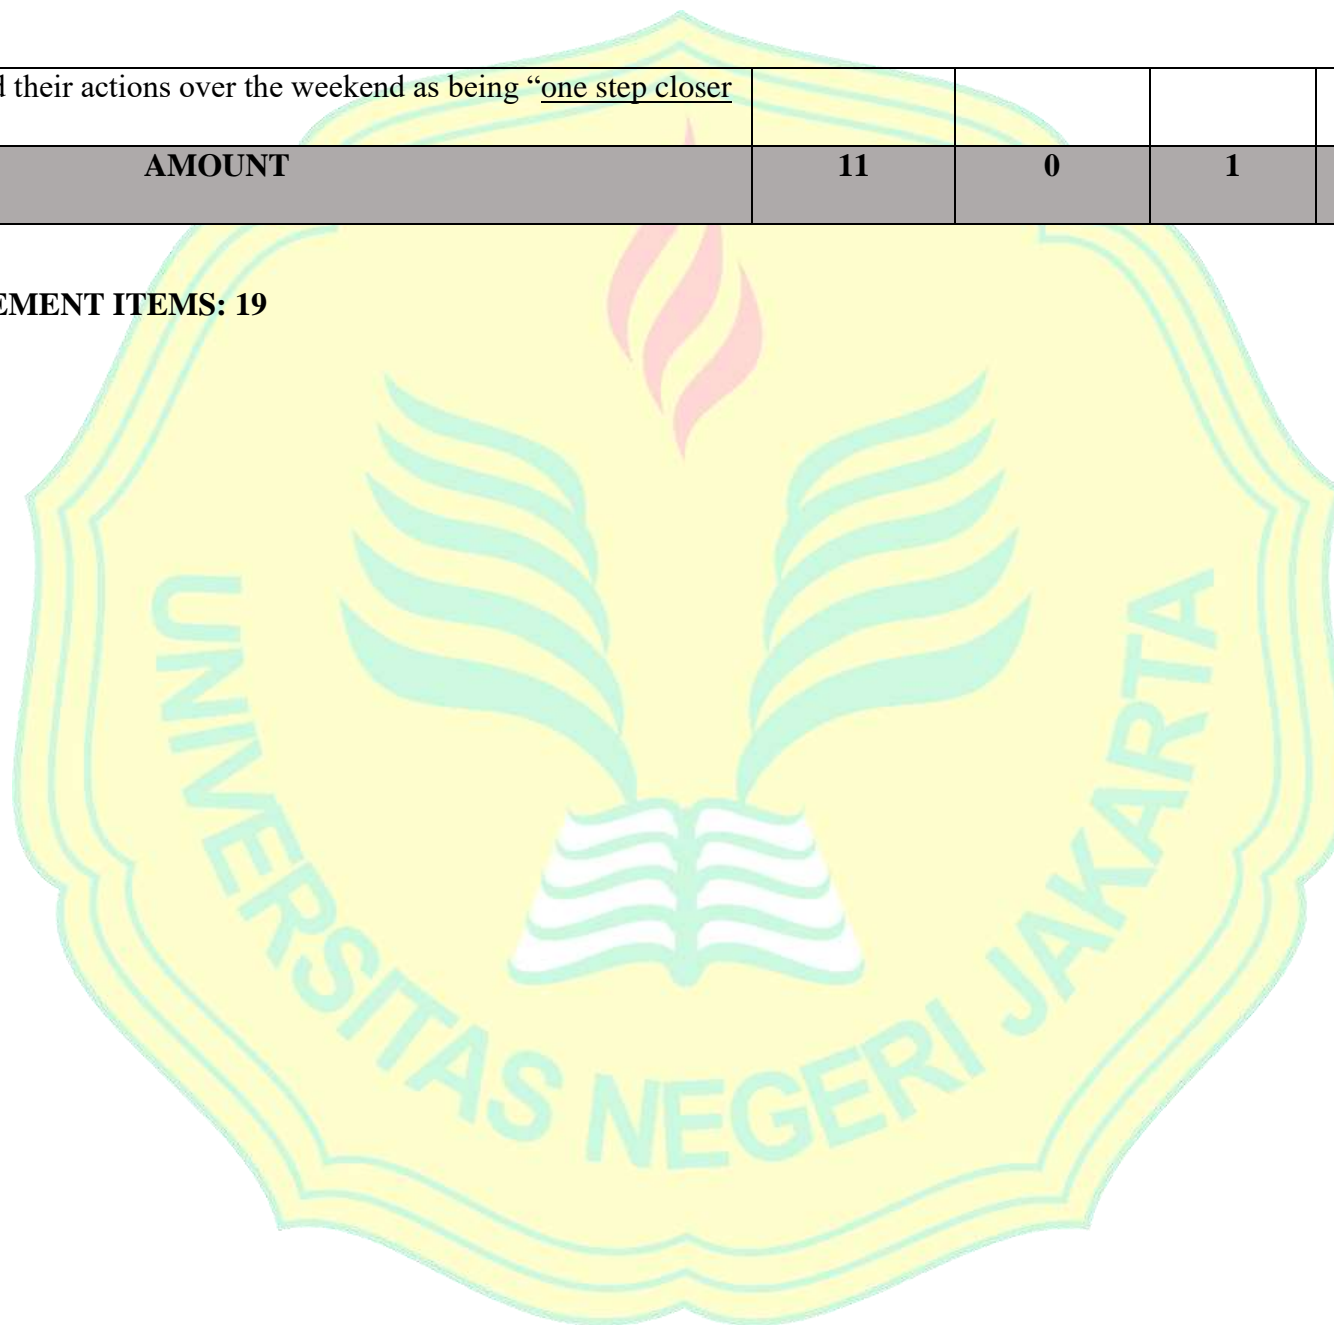 their actions over the weekend as being “one step closer
AMOUNT 11 0 1
ITEMS: 19
UNIVERSITAS NEGERI JAKARTA